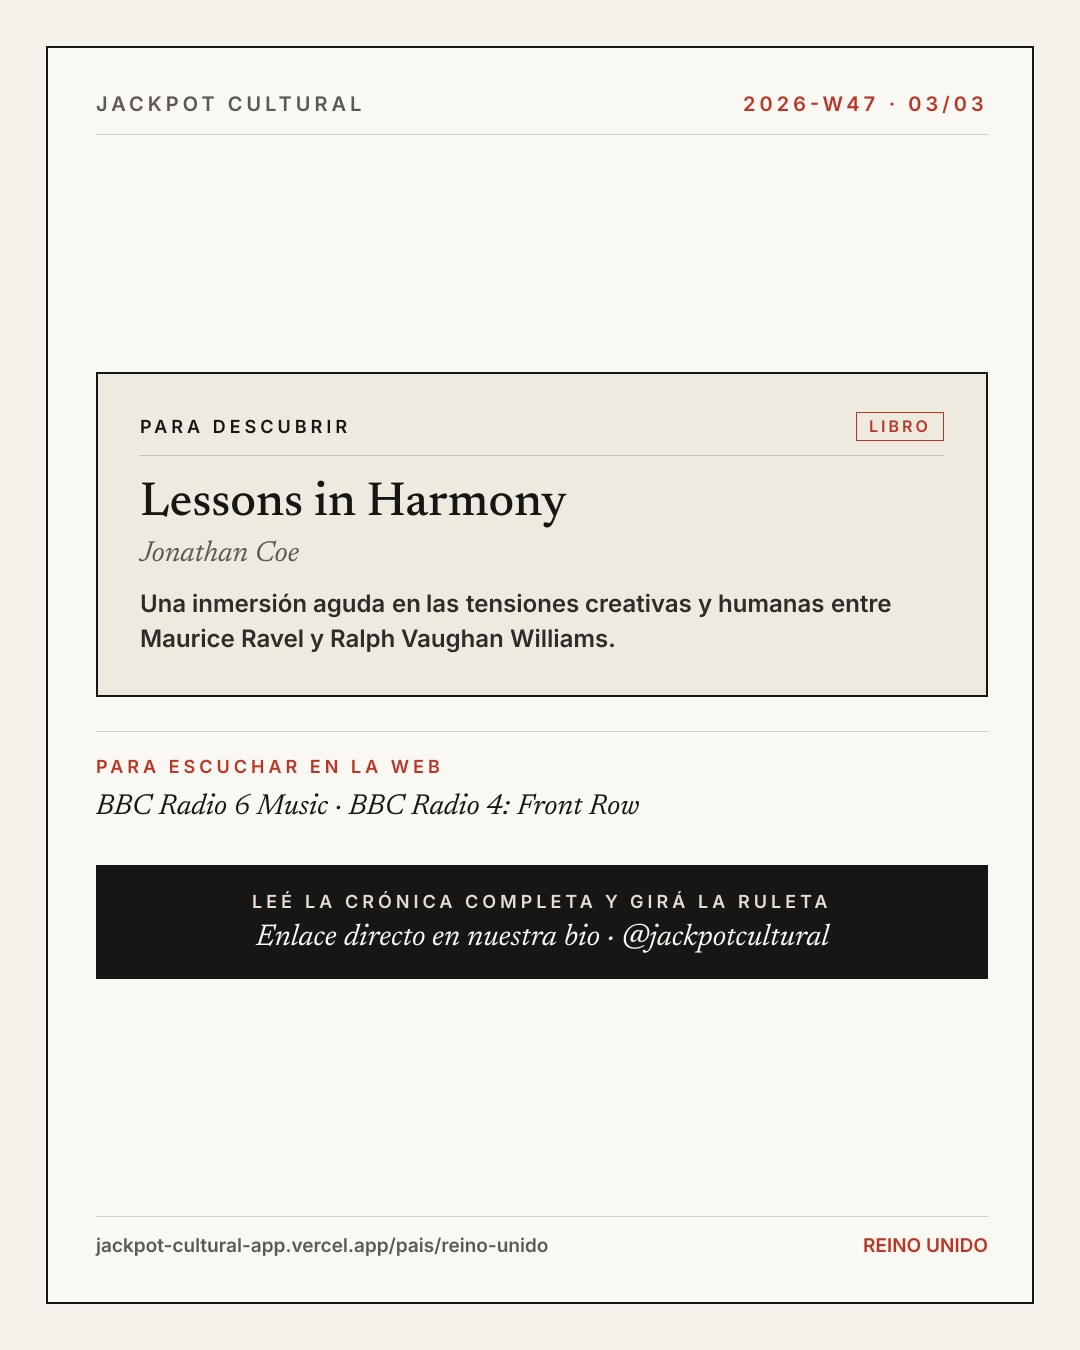 JACKPOT CULTURAL
2026-W47 · 03/03
PARA DESCUBRIR
LIBRO
Lessons in Harmony
Jonathan Coe
Una inmersión aguda en las tensiones creativas y humanas entre
Maurice Ravel y Ralph Vaughan Williams.
PARA ESCUCHAR EN LA WEB
BBC Radio 6 Music · BBC Radio 4: Front Row
LEÉ LA CRÓNICA COMPLETA Y GIRÁ LA RULETA
Enlace directo en nuestra bio · @jackpotcultural
jackpot-cultural-app.vercel.app/pais/reino-unido
REINO UNIDO